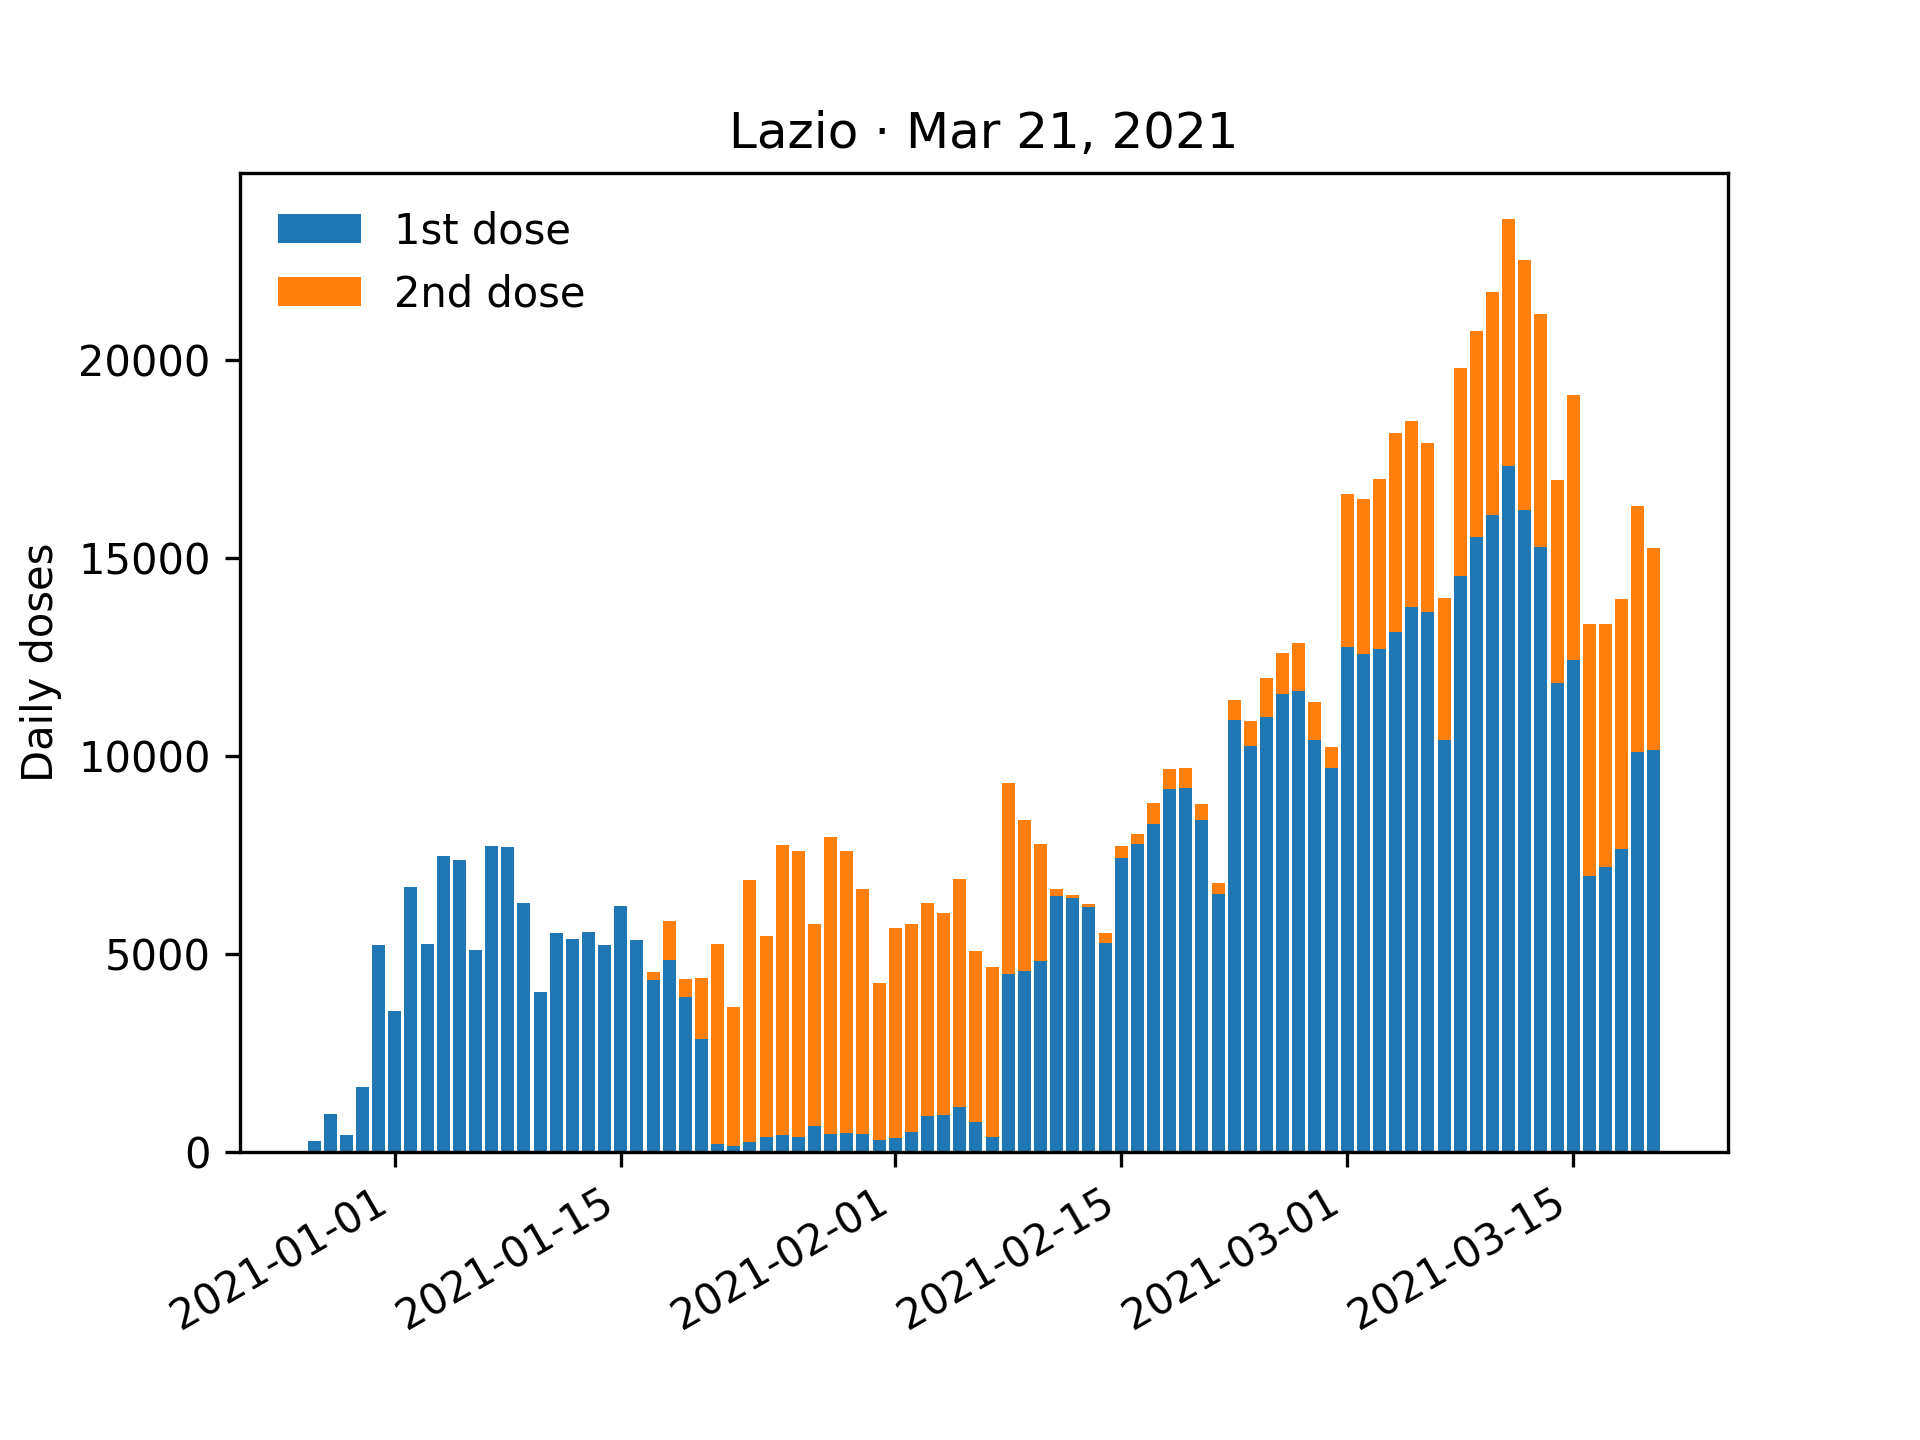 Lazio · Mar 21, 2021
1st dose
2nd dose
Daily doses
20000
15000
10000
5000
0
2021-01-01
2021-01-15
2021-02-01
2021-02-15
2021-03-01
2021-03-15